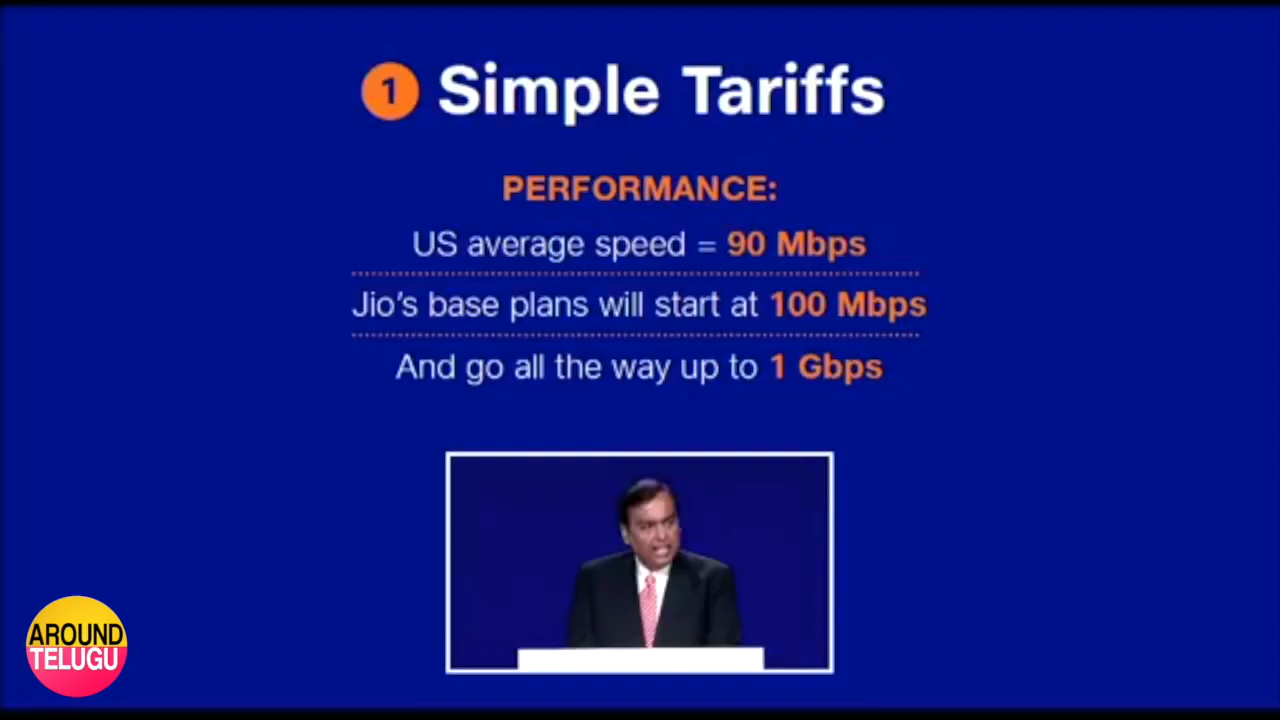 1 Simple Tariffs
PERFORMANCE:
US average speed = 90 Mbps
Jio's base plans will start at 100 Mbps
And go all the way up to 1 Gbps
AROUND
TELUGU